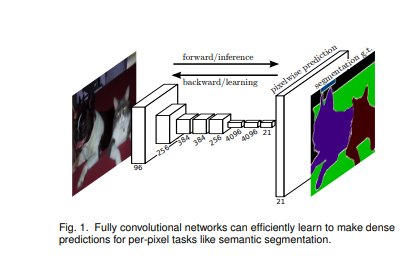 forward/inference
backward/learning
pixelwise prediction
segmentation g.t.
96
256
384
384
256
4096
4096
21
21
Fig. 1. Fully convolutional networks can efficiently learn to make dense
predictions for per-pixel tasks like semantic segmentation.